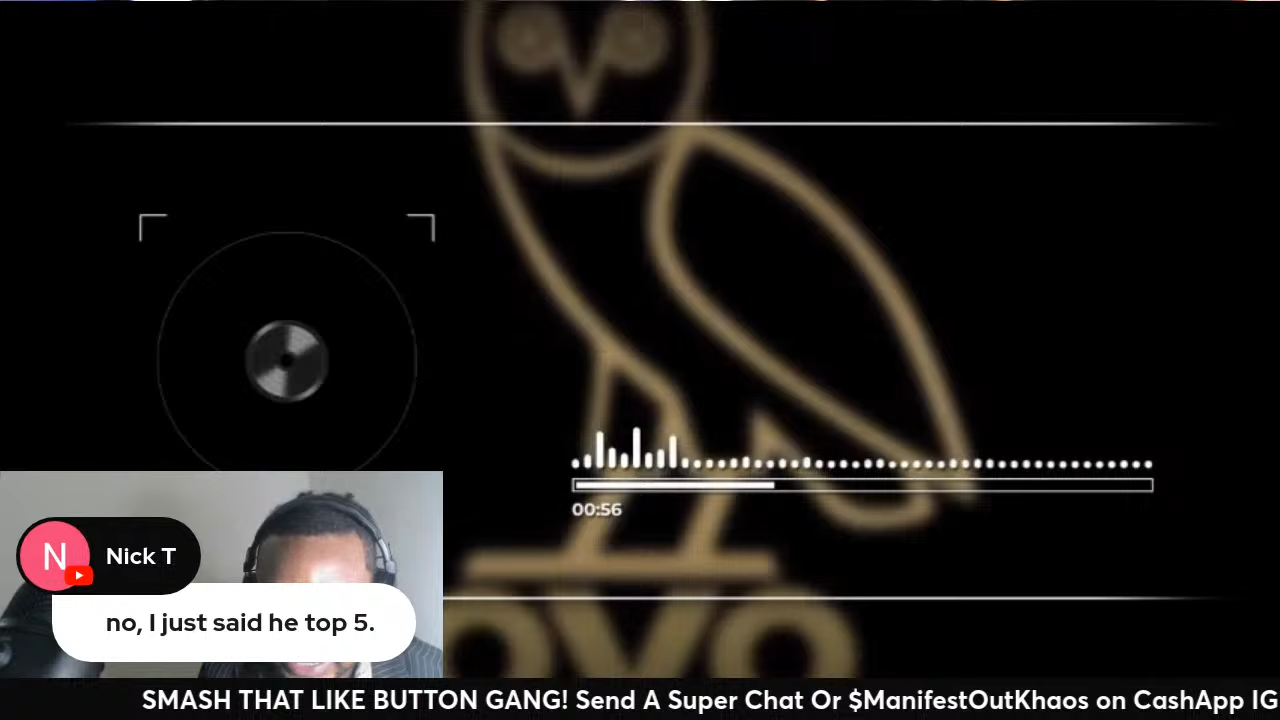 00:56
N Nick T
no, I just said he top 5.
OVO
SMASH THAT LIKE BUTTON GANG! Send A Super Chat Or $ManifestOutKhaos on CashApp IG